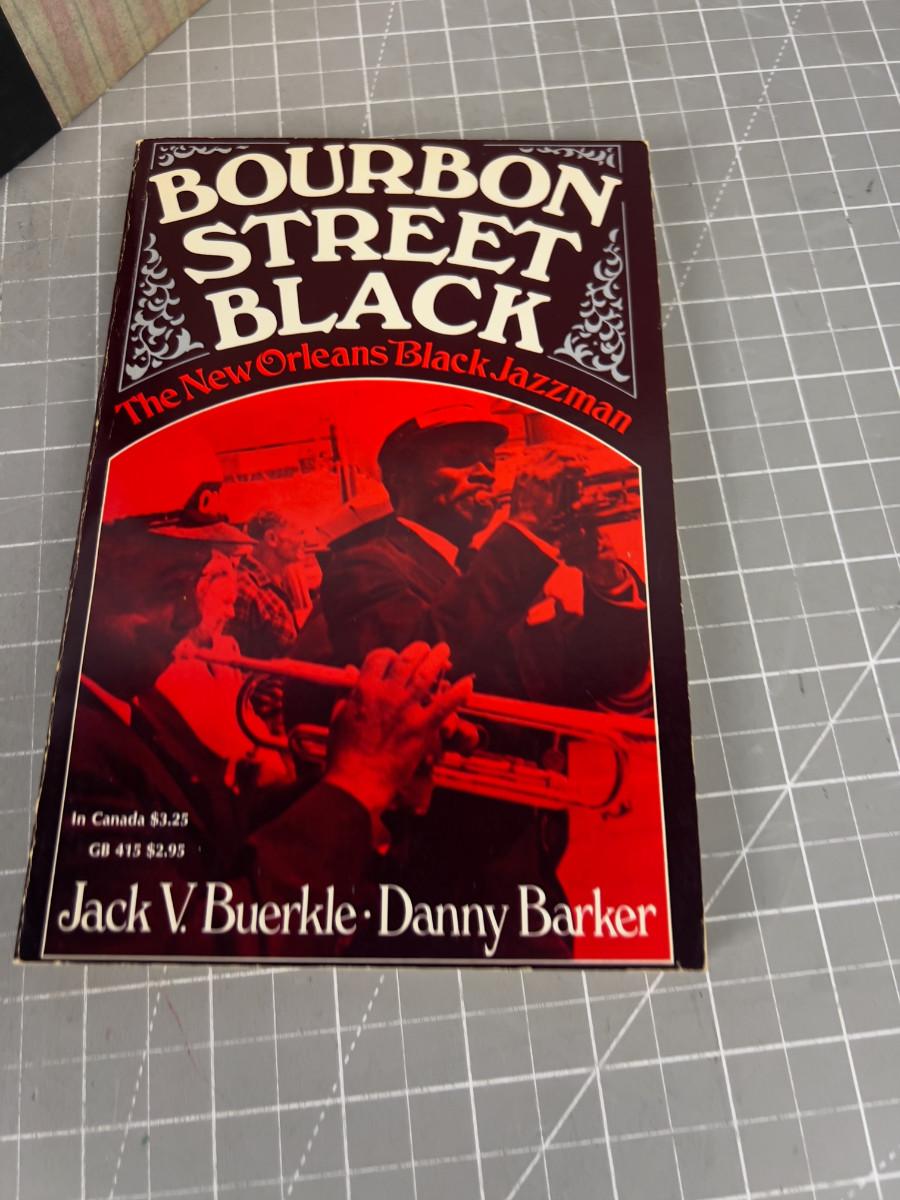 BOURBON
STREET
BLACK
The New Orleans Black Jazzman
In Canada $3.25
GB 415 $2.95
Jack V. Buerkle · Danny Barker